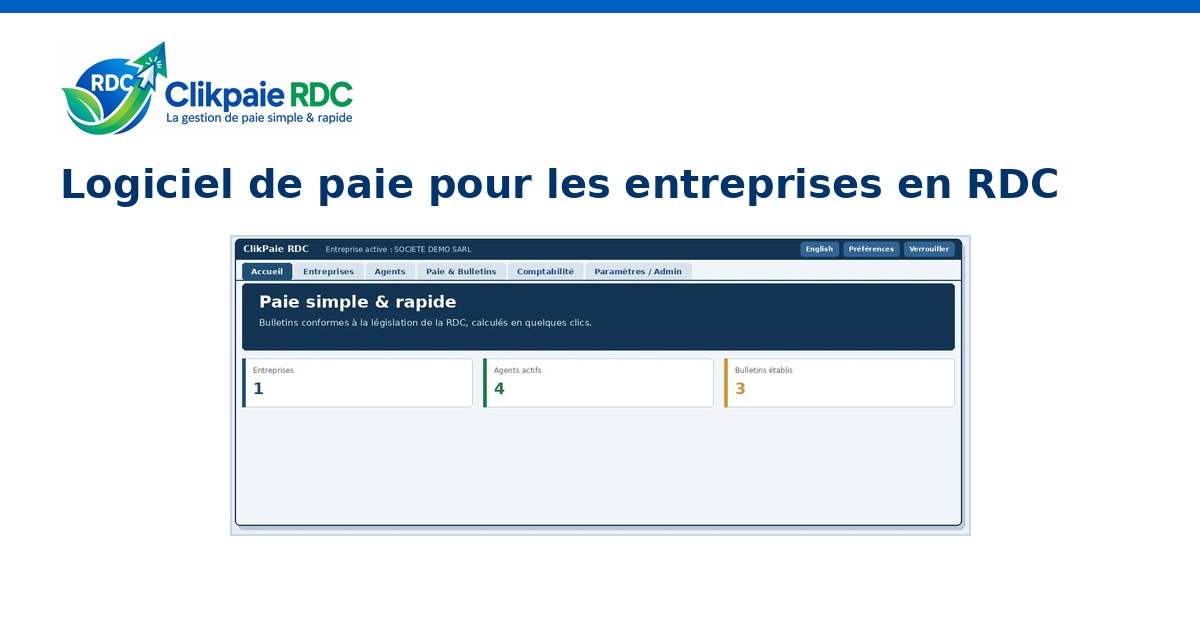 RDC
Clikpaie RDC
La gestion de paie simple & rapide
Logiciel de paie pour les entreprises en RDC
ClikPaie RDC Entreprise active : SOCIETE DEMO SARL English Préférences Verrouiller
Accueil Entreprises Agents Paie & Bulletins Comptabilité Paramètres / Admin
Paie simple & rapide
Bulletins conformes à la législation de la RDC, calculés en quelques clics.
Entreprises Agents actifs Bulletins établis
1 4 3